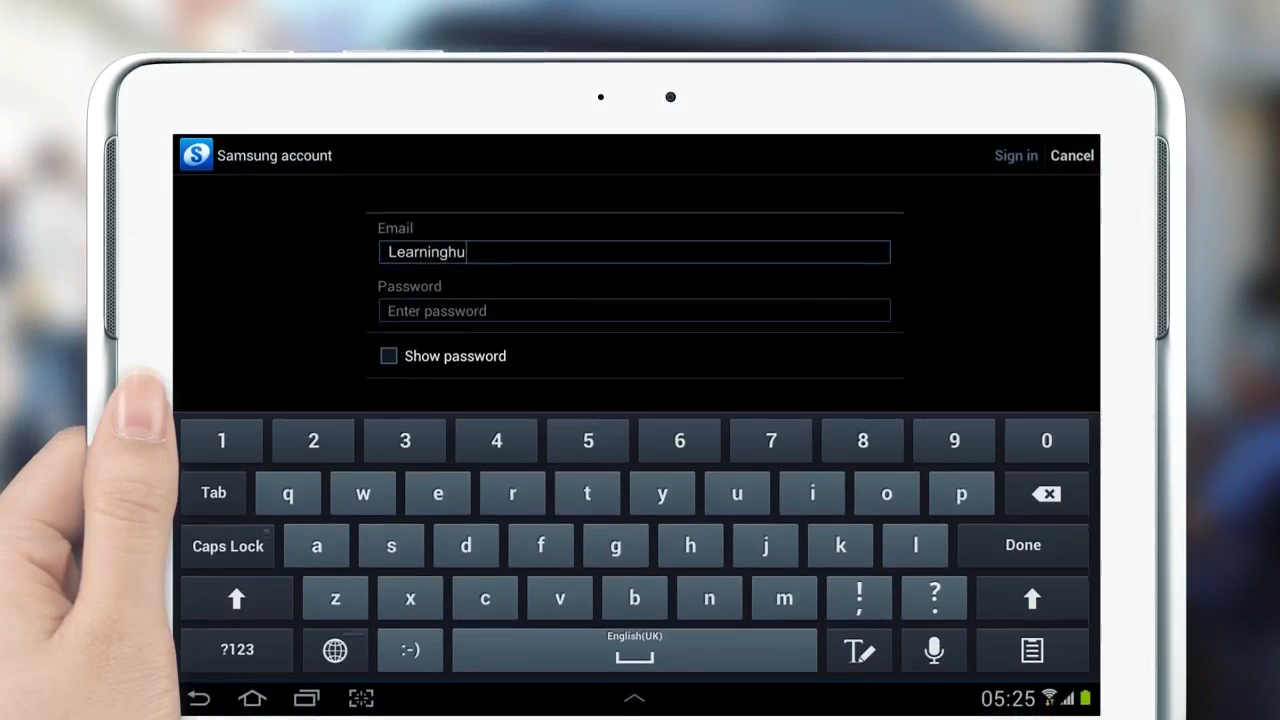 Samsung account
Sign in
Cancel
Email
Learninghu
Password
Enter password
Show password
1 2 3 4 5 6 7 8 9 0
Tab q w e r t y u i o p
Caps Lock a s d f g h j k l Done
z x c v b n m ! , ? .
English(UK)
?123 :-) T
05:25